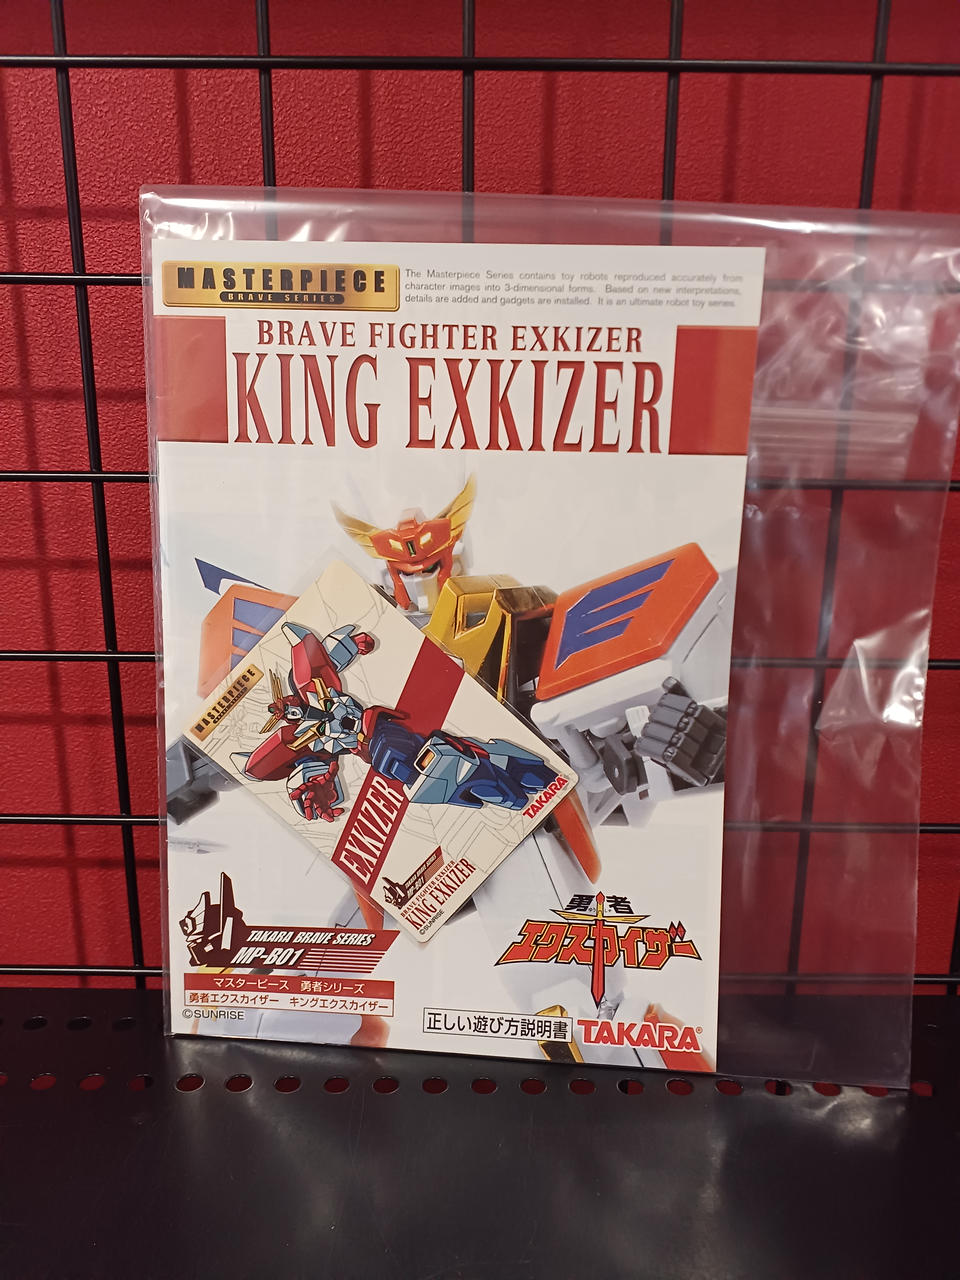 MASTERPIECE
BRAVE SERIES
The Masterpiece Series contains toy robots reproduced accurately from
character images into 3-dimensional forms. Based on new interpretations,
details are added and gadgets are installed. It is an ultimate robot toy series.
BRAVE FIGHTER EXKIZER
KING EXKIZER
MASTERPIECE
EXKIZER
TAKARA
TAKARA BRAVE SERIES
MP-B01
BRAVE FIGHTER EXKIZER
KING EXKIZER
©SUNRISE
TAKARA BRAVE SERIES
MP-B01
マスターピース 勇者シリーズ
勇者エクスカイザー キングエクスカイザー
©SUNRISE
勇者
エクスカイザー
正しい遊び方説明書
TAKARA®